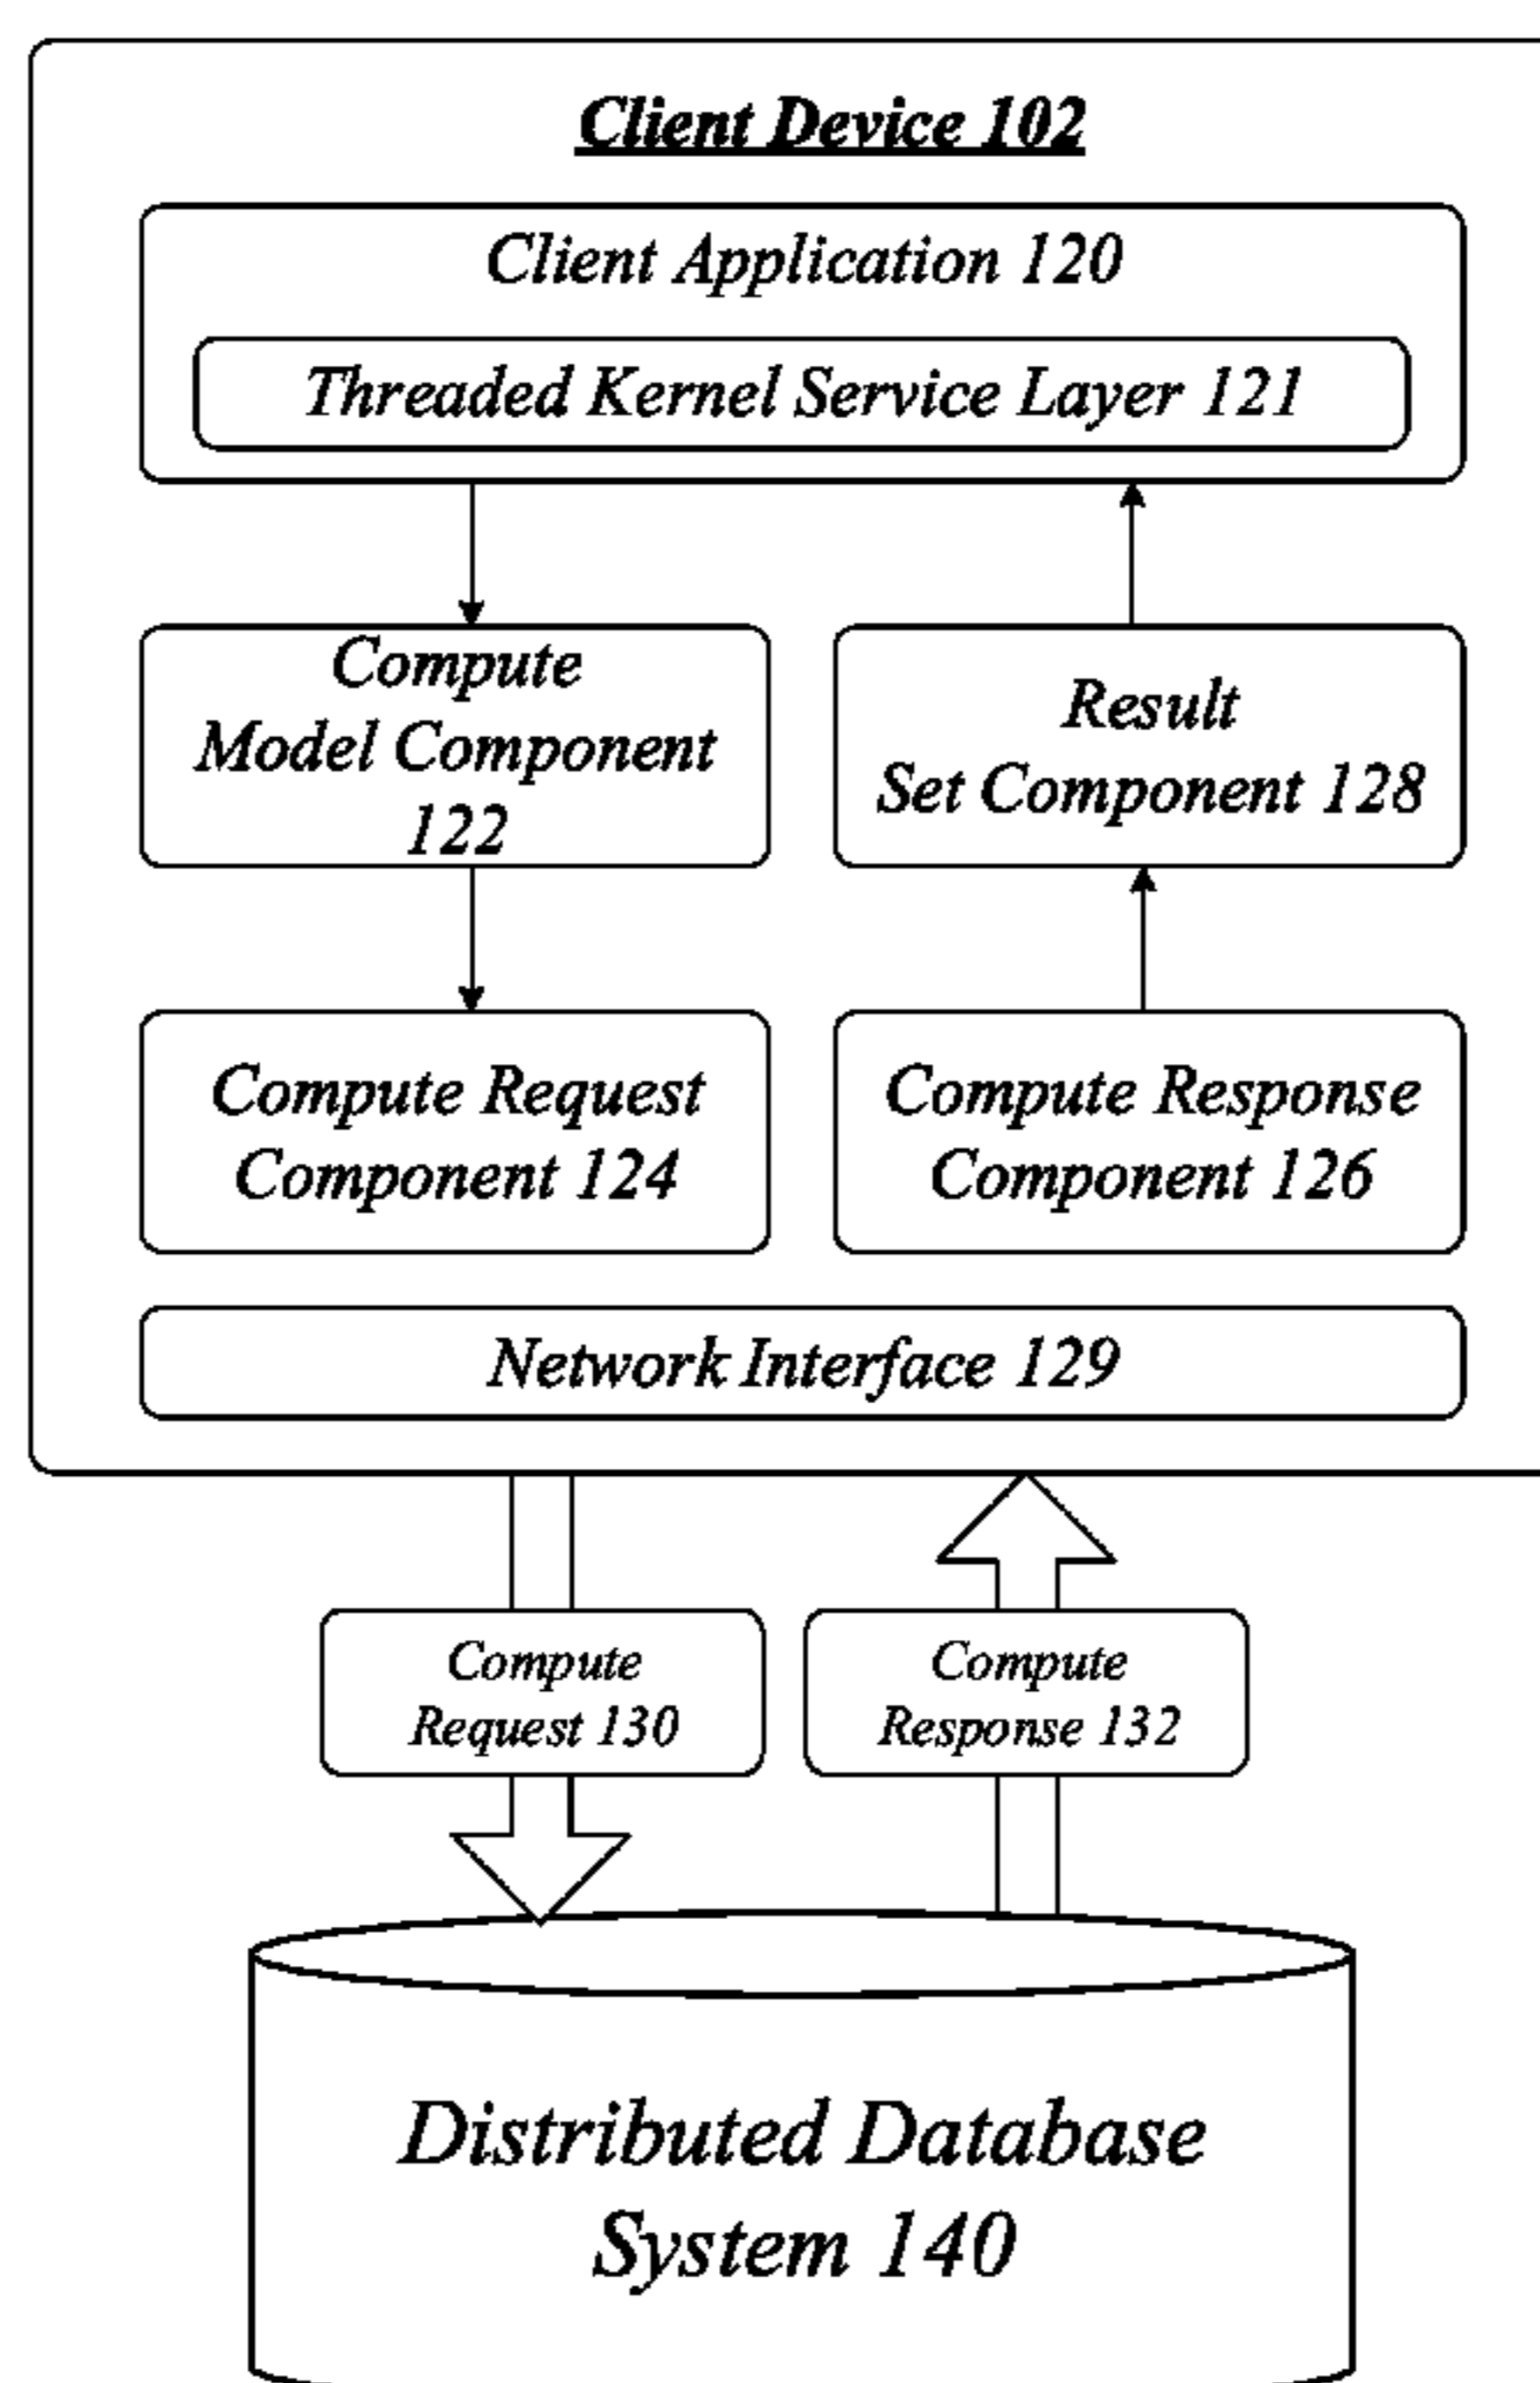 Client Device 102
Client Application 120
Threaded Kernel Service Layer 121
Compute
Model Component
122
Result
Set Component 128
Compute Request
Component 124
Compute Response
Component 126
Network Interface 129
Compute
Request 130
Compute
Response 132
Distributed Database
System 140